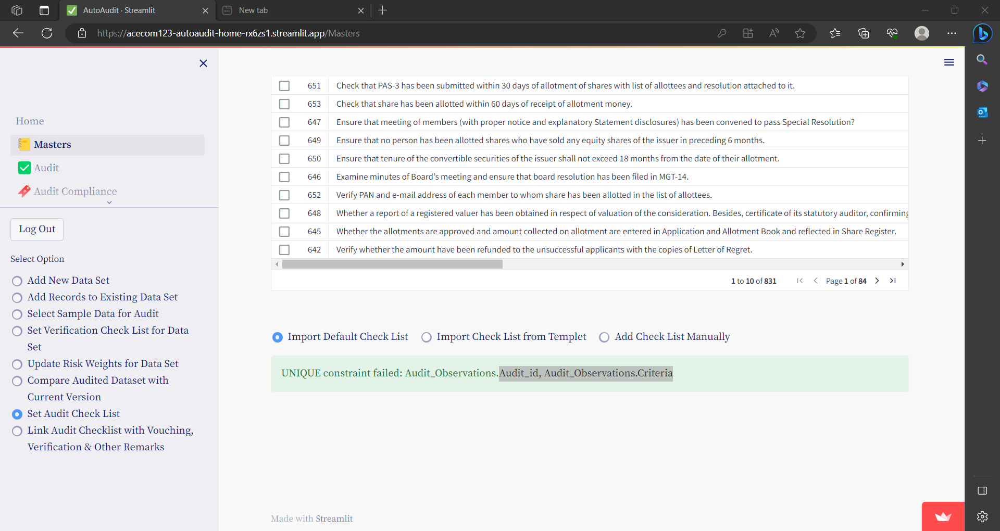 AutoAudit · Streamlit
New tab
https://acecom123-autoaudit-home-rx6zs1.streamlit.app/Masters
Home
Masters
Audit
Audit Compliance
Log Out
Select Option
Add New Data Set
Add Records to Existing Data Set
Select Sample Data for Audit
Set Verification Check List for Data
Set
Update Risk Weights for Data Set
Compare Audited Dataset with
Current Version
Set Audit Check List
Link Audit Checklist with Vouching,
Verification & Other Remarks
651 Check that PAS-3 has been submitted within 30 days of allotment of shares with list of allottees and resolution attached to it.
653 Check that share has been allotted within 60 days of receipt of allotment money.
647 Ensure that meeting of members (with proper notice and explanatory Statement disclosures) has been convened to pass Special Resolution?
649 Ensure that no person has been allotted shares who have sold any equity shares of the issuer in preceding 6 months.
650 Ensure that tenure of the convertible securities of the issuer shall not exceed 18 months from the date of their allotment.
646 Examine minutes of Board’s meeting and ensure that board resolution has been filed in MGT-14.
652 Verify PAN and e-mail address of each member to whom share has been allotted in the list of allottees.
648 Whether a report of a registered valuer has been obtained in respect of valuation of the consideration. Besides, certificate of its statutory auditor, confirming
645 Whether the allotments are approved and amount collected on allotment are entered in Application and Allotment Book and reflected in Share Register.
642 Verify whether the amount have been refunded to the unsuccessful applicants with the copies of Letter of Regret.
1 to 10 of 831 Page 1 of 84
Import Default Check List Import Check List from Templet Add Check List Manually
UNIQUE constraint failed: Audit_Observations.Audit_id, Audit_Observations.Criteria
Made with Streamlit